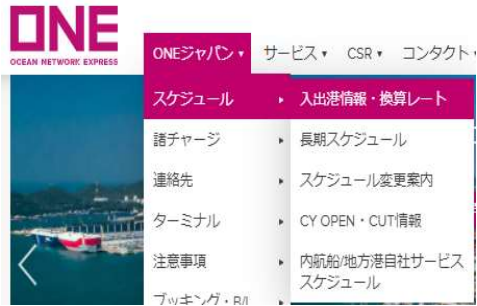 ONE
OCEAN NETWORK EXPRESS
ONEジャパン サービス CSR コンタクト
スケジュール
諸チャージ
連絡先
ターミナル
注意事項
ブッキング・B/L
入出港情報・換算レート
長期スケジュール
スケジュール変更案内
CY OPEN・CUT情報
内航船/地方港自社サービス
スケジュール